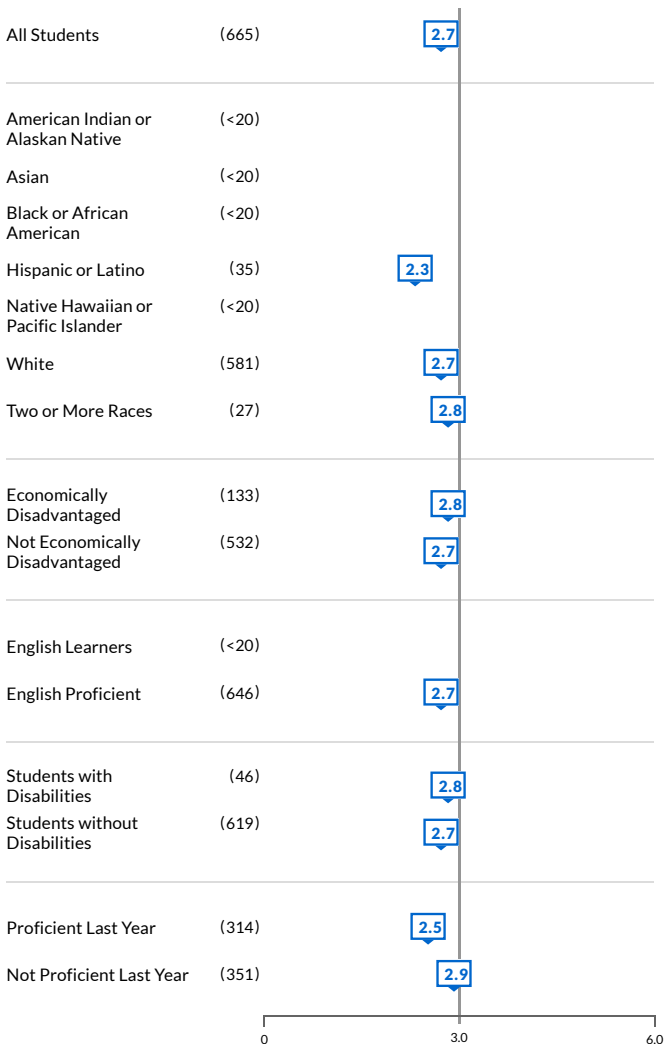 All Students (665) 2.7
American Indian or (<20)
Alaskan Native
Asian (<20)
Black or African (<20)
American
Hispanic or Latino (35) 2.3
Native Hawaiian or (<20)
Pacific Islander
White (581) 2.7
Two or More Races (27) 2.8
Economically (133) 2.8
Disadvantaged
Not Economically (532) 2.7
Disadvantaged
English Learners (<20)
English Proficient (646) 2.7
Students with (46) 2.8
Disabilities
Students without (619) 2.7
Disabilities
Proficient Last Year (314) 2.5
Not Proficient Last Year (351) 2.9
0 3.0 6.0